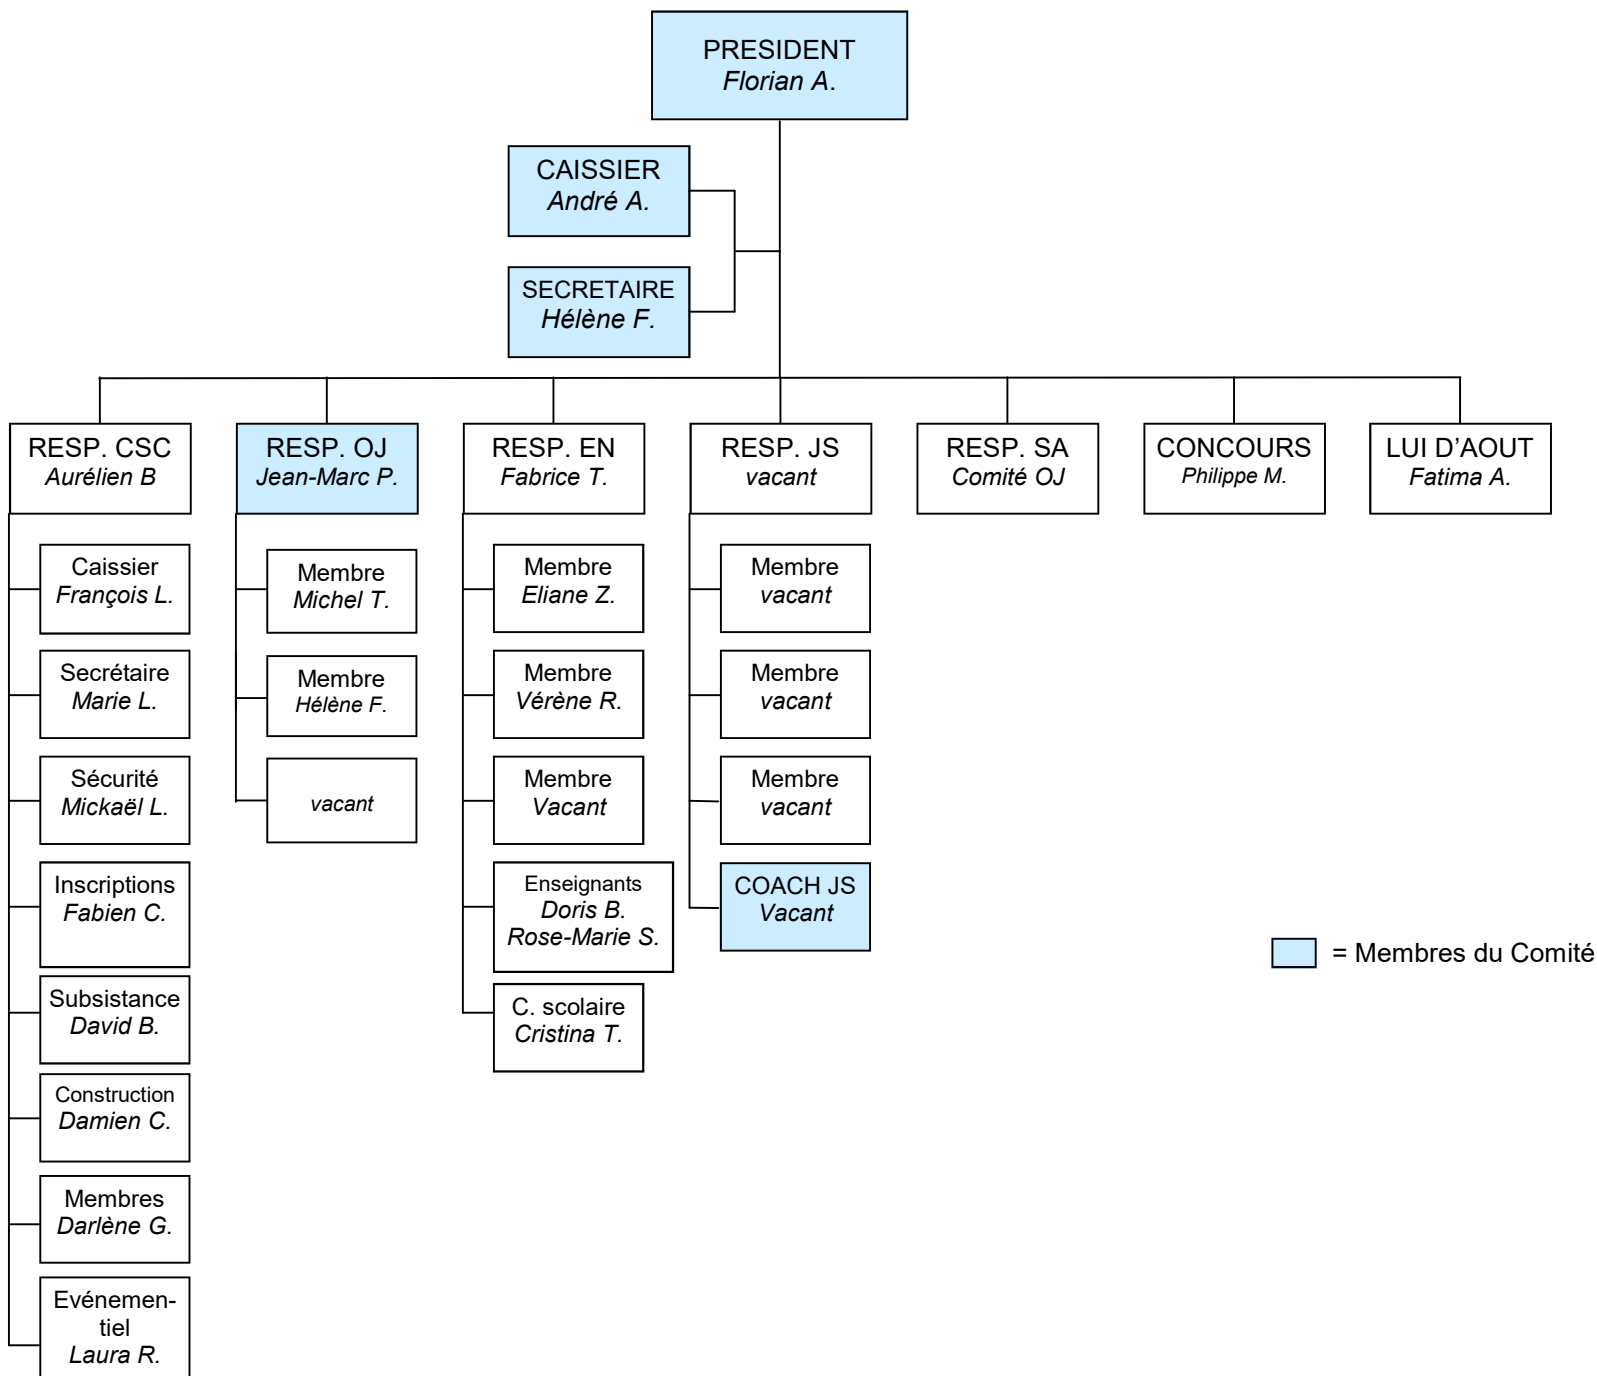 PRESIDENT
Florian A.
CAISSIER
André A.
SECRETAIRE
Hélène F.
RESP. CSC
Aurélien B
RESP. OJ
Jean-Marc P.
RESP. EN
Fabrice T.
RESP. JS
vacant
RESP. SA
Comité OJ
CONCOURS
Philippe M.
LUI D'AOUT
Fatima A.
Caissier
François L.
Secrétaire
Marie L.
Sécurité
Mickaël L.
Inscriptions
Fabien C.
Subsistance
David B.
Construction
Damien C.
Membres
Darlène G.
Evénemen-
tiel
Laura R.
Membre
Michel T.
Membre
Hélène F.
vacant
Membre
Eliane Z.
Membre
Vérène R.
Membre
Vacant
Enseignants
Doris B.
Rose-Marie S.
C. scolaire
Cristina T.
Membre
vacant
Membre
vacant
Membre
vacant
COACH JS
Vacant
= Membres du Comité